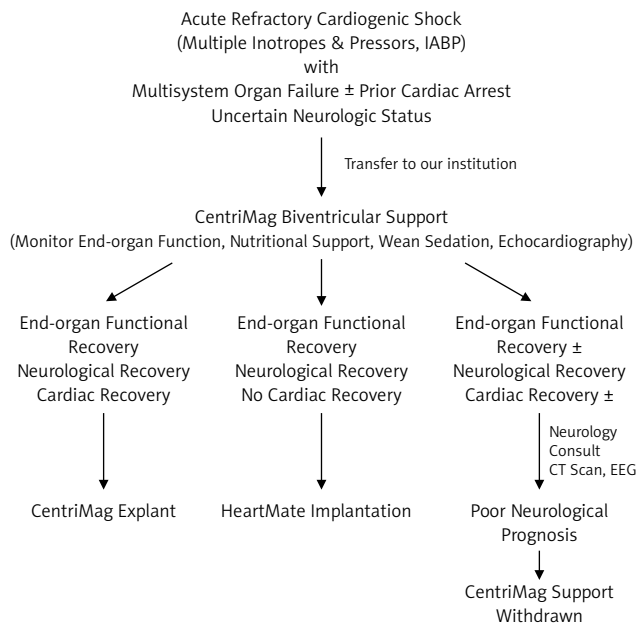 Acute Refractory Cardiogenic Shock
(Multiple Inotropes & Pressors, IABP)
with
Multisystem Organ Failure ± Prior Cardiac Arrest
Uncertain Neurologic Status
Transfer to our institution
CentriMag Biventricular Support
(Monitor End-organ Function, Nutritional Support, Wean Sedation, Echocardiography)
End-organ Functional
Recovery
Neurological Recovery
Cardiac Recovery
End-organ Functional
Recovery
Neurological Recovery
No Cardiac Recovery
End-organ Functional
Recovery ±
Neurological Recovery
Cardiac Recovery ±
Neurology
Consult
CT Scan, EEG
CentriMag Explant
HeartMate Implantation
Poor Neurological
Prognosis
CentriMag Support
Withdrawn